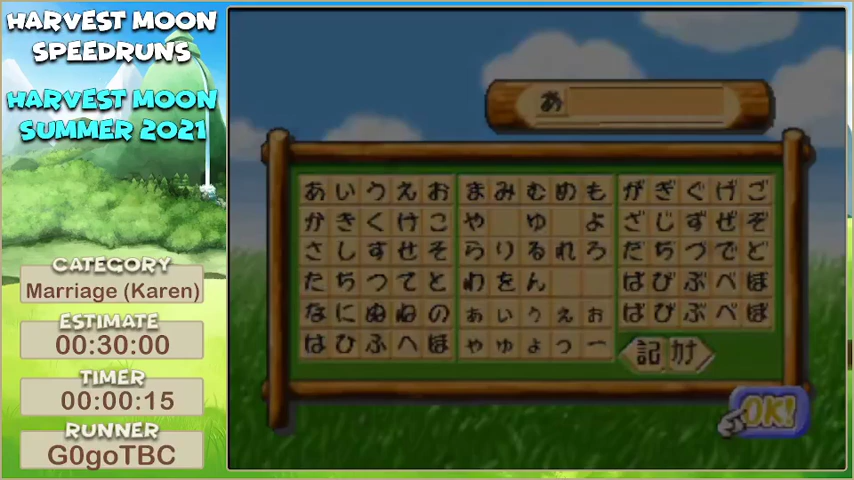 HARVEST MOON
SPEEDRUNS
HARVEST MOON
SUMMER 2021
CATEGORY
Marriage (Karen)
ESTIMATE
00:30:00
TIMER
00:00:15
RUNNER
G0goTBC
あ
あいうえお まみむめも がぎぐげご
かきくけこ や ゆ よ ざじずぜぞ
さしすせそ らりるれろ だぢづでど
たちつてと わをん ばびぶべぼ
なにぬねの ぁぃぅぇぉ ぱぴぷぺぽ
はひふへほ ゃゅょっー 記 カナ
OK!